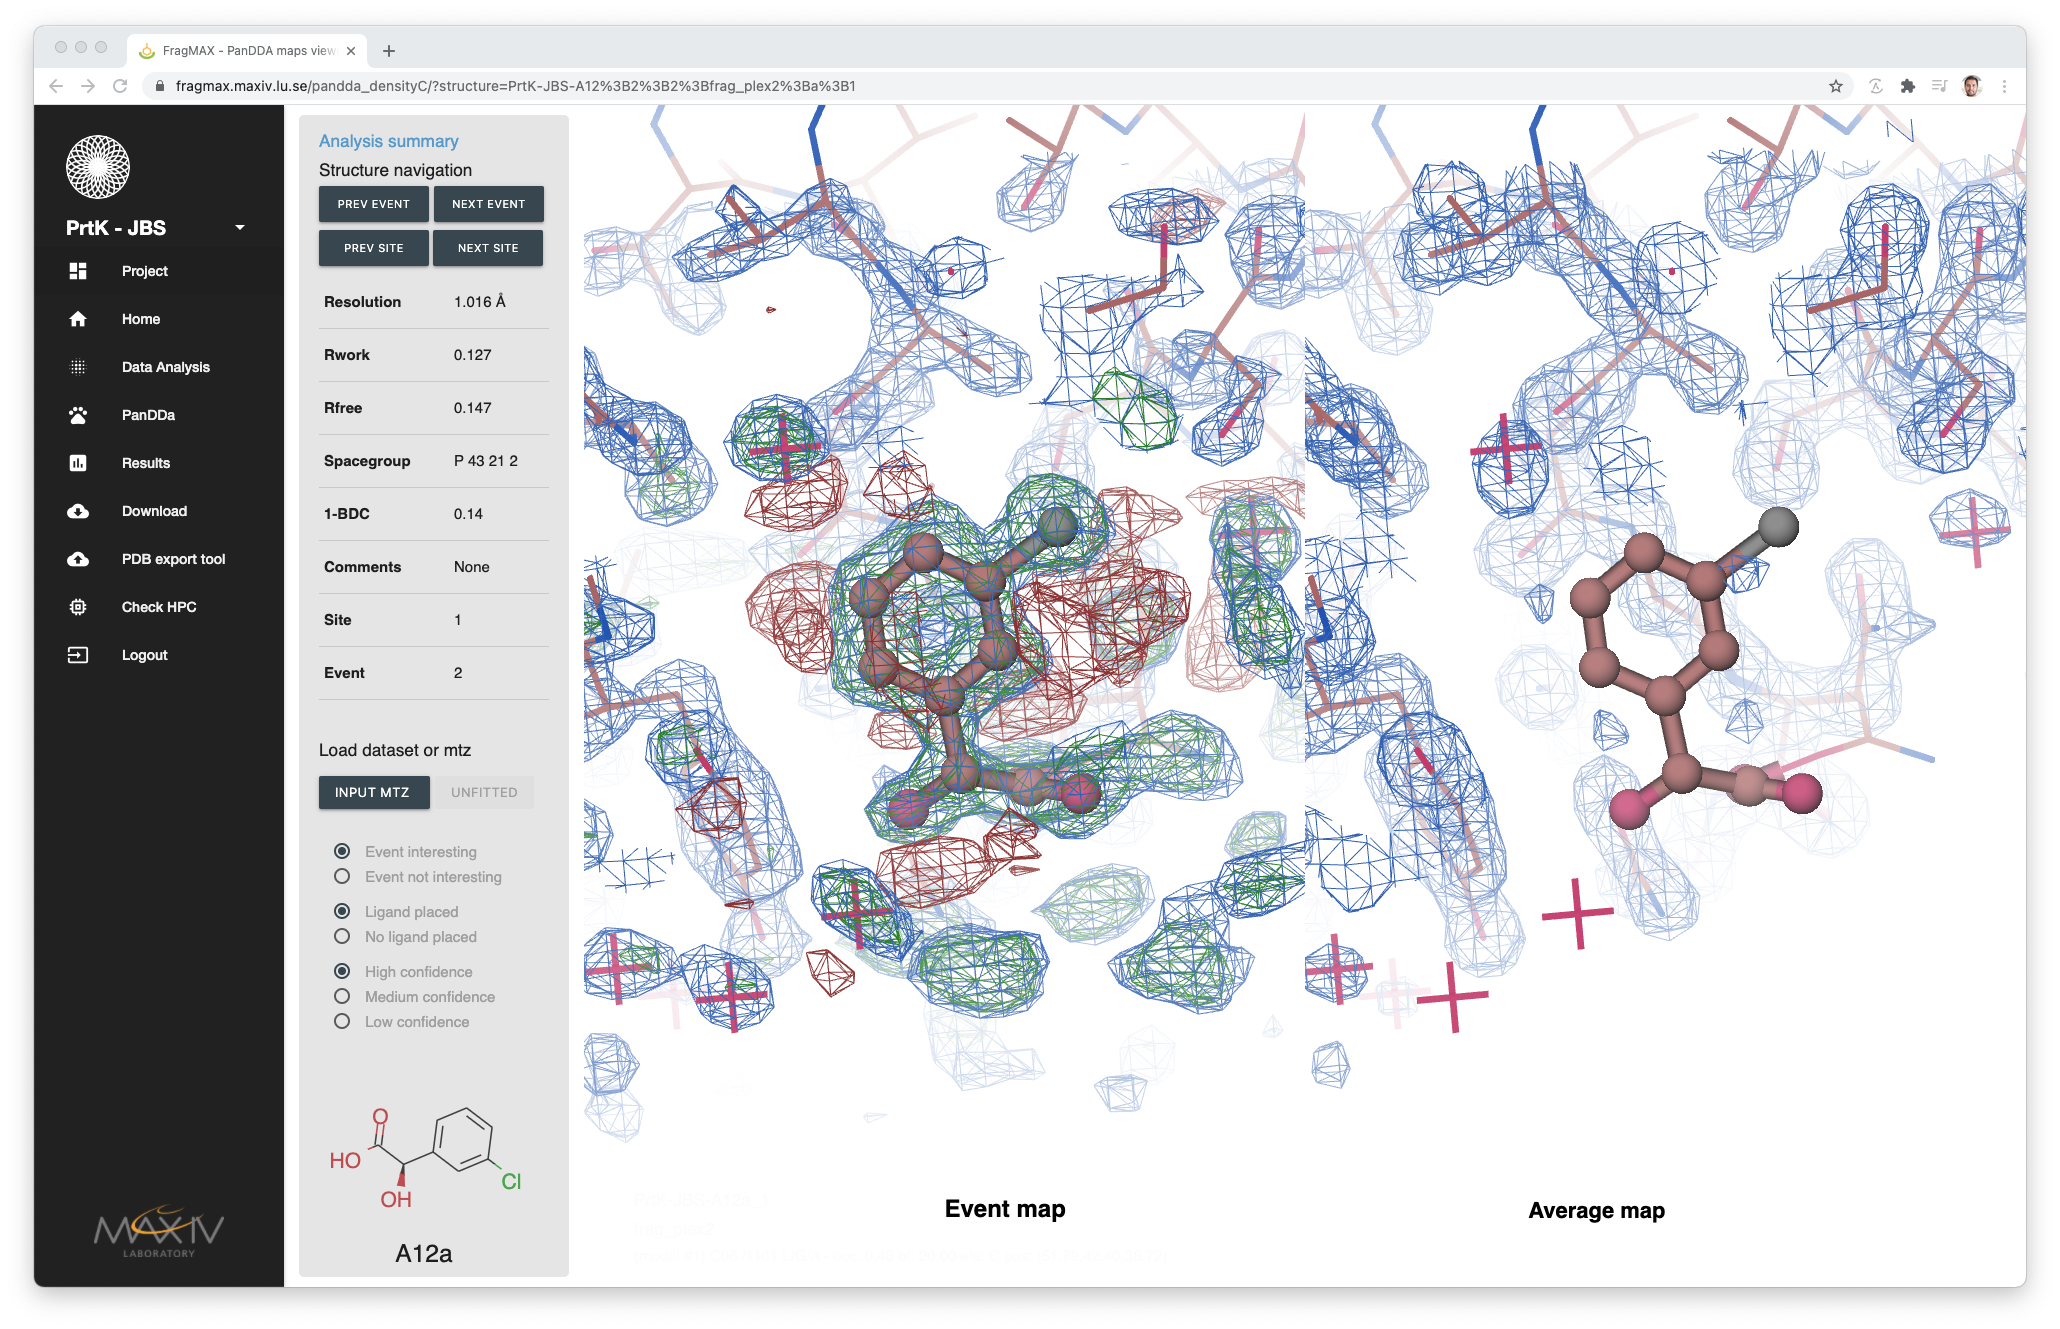 FragMAX - PanDDA maps view
fragmax.maxiv.lu.se/pandda_densityC/?structure=PrtK-JBS-A12%3B2%3B2%3Bfrag_plex2%3Ba%3B1
PrtK - JBS
Project
Home
Data Analysis
PanDDa
Results
Download
PDB export tool
Check HPC
Logout
MAX IV
LABORATORY
Analysis summary
Structure navigation
PREV EVENT NEXT EVENT
PREV SITE NEXT SITE
Resolution 1.016 Å
Rwork 0.127
Rfree 0.147
Spacegroup P 43 21 2
1-BDC 0.14
Comments None
Site 1
Event 2
Load dataset or mtz
INPUT MTZ UNFITTED
Event interesting
Event not interesting
Ligand placed
No ligand placed
High confidence
Medium confidence
Low confidence
O
HO
OH
Cl
A12a
Event map
Average map